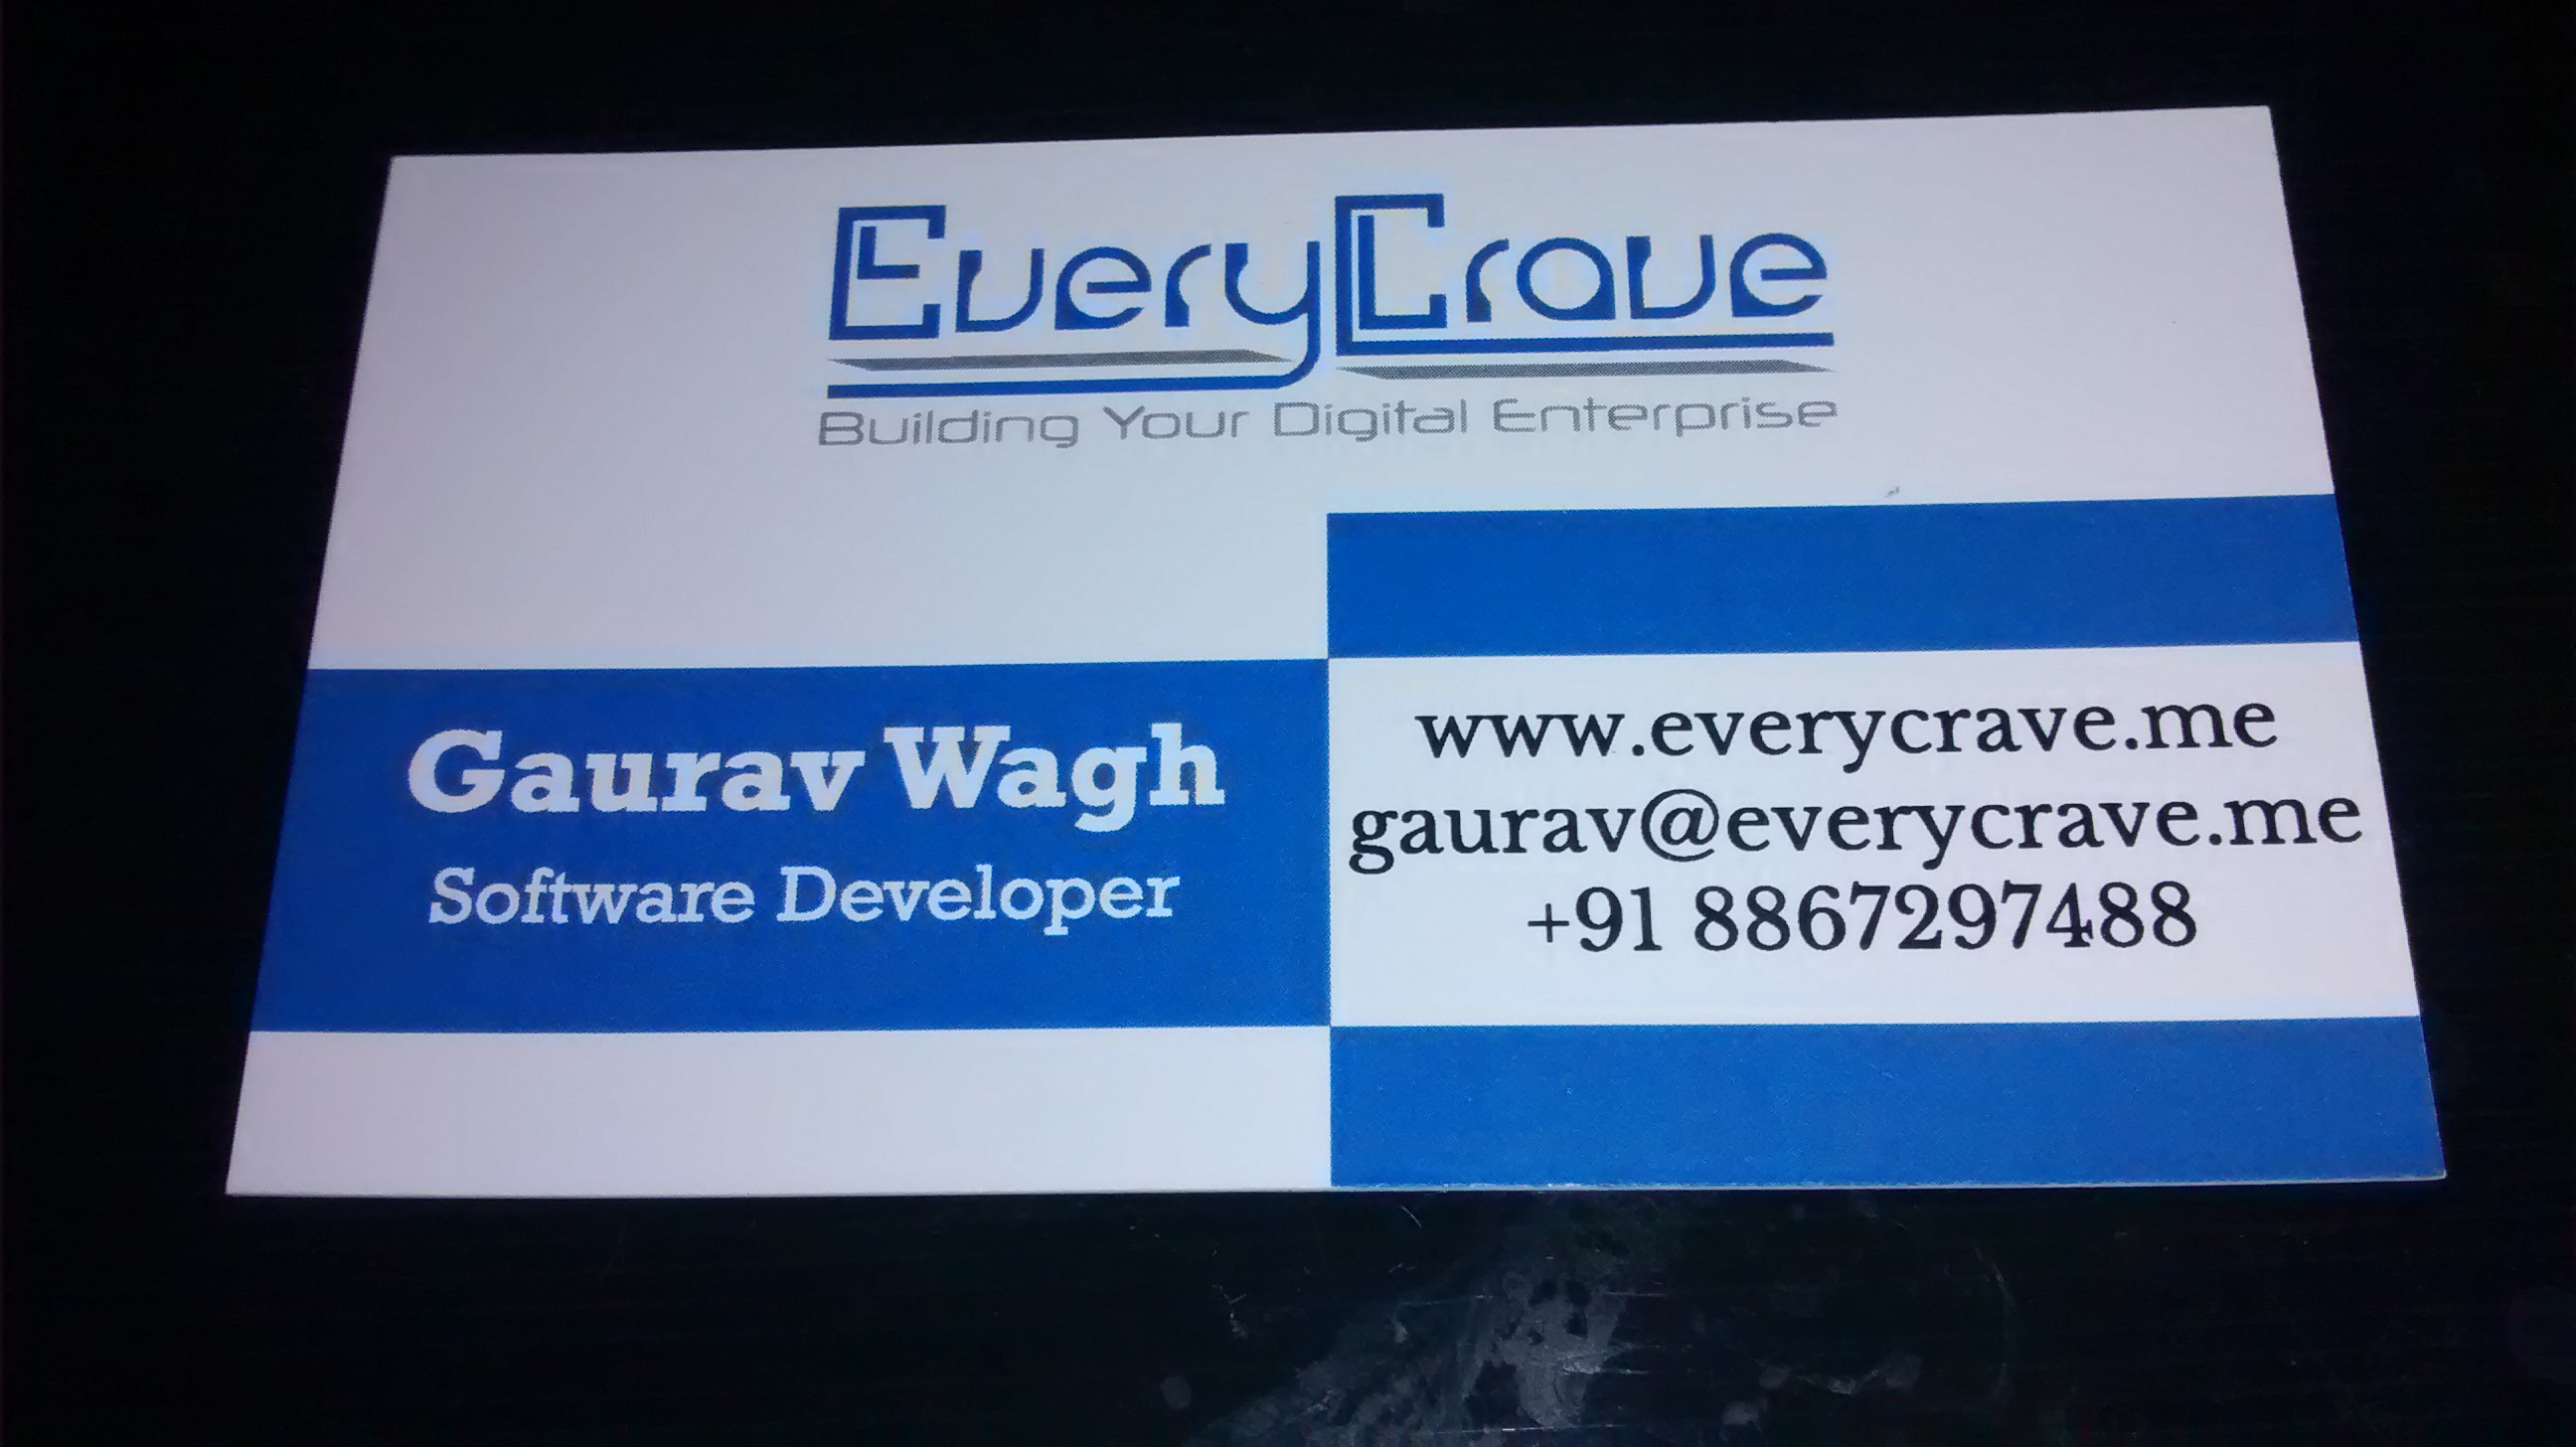 EveryCrave
Building Your Digital Enterprise
Gaurav Wagh
Software Developer
www.everycrave.me
gaurav@everycrave.me
+91 8867297488